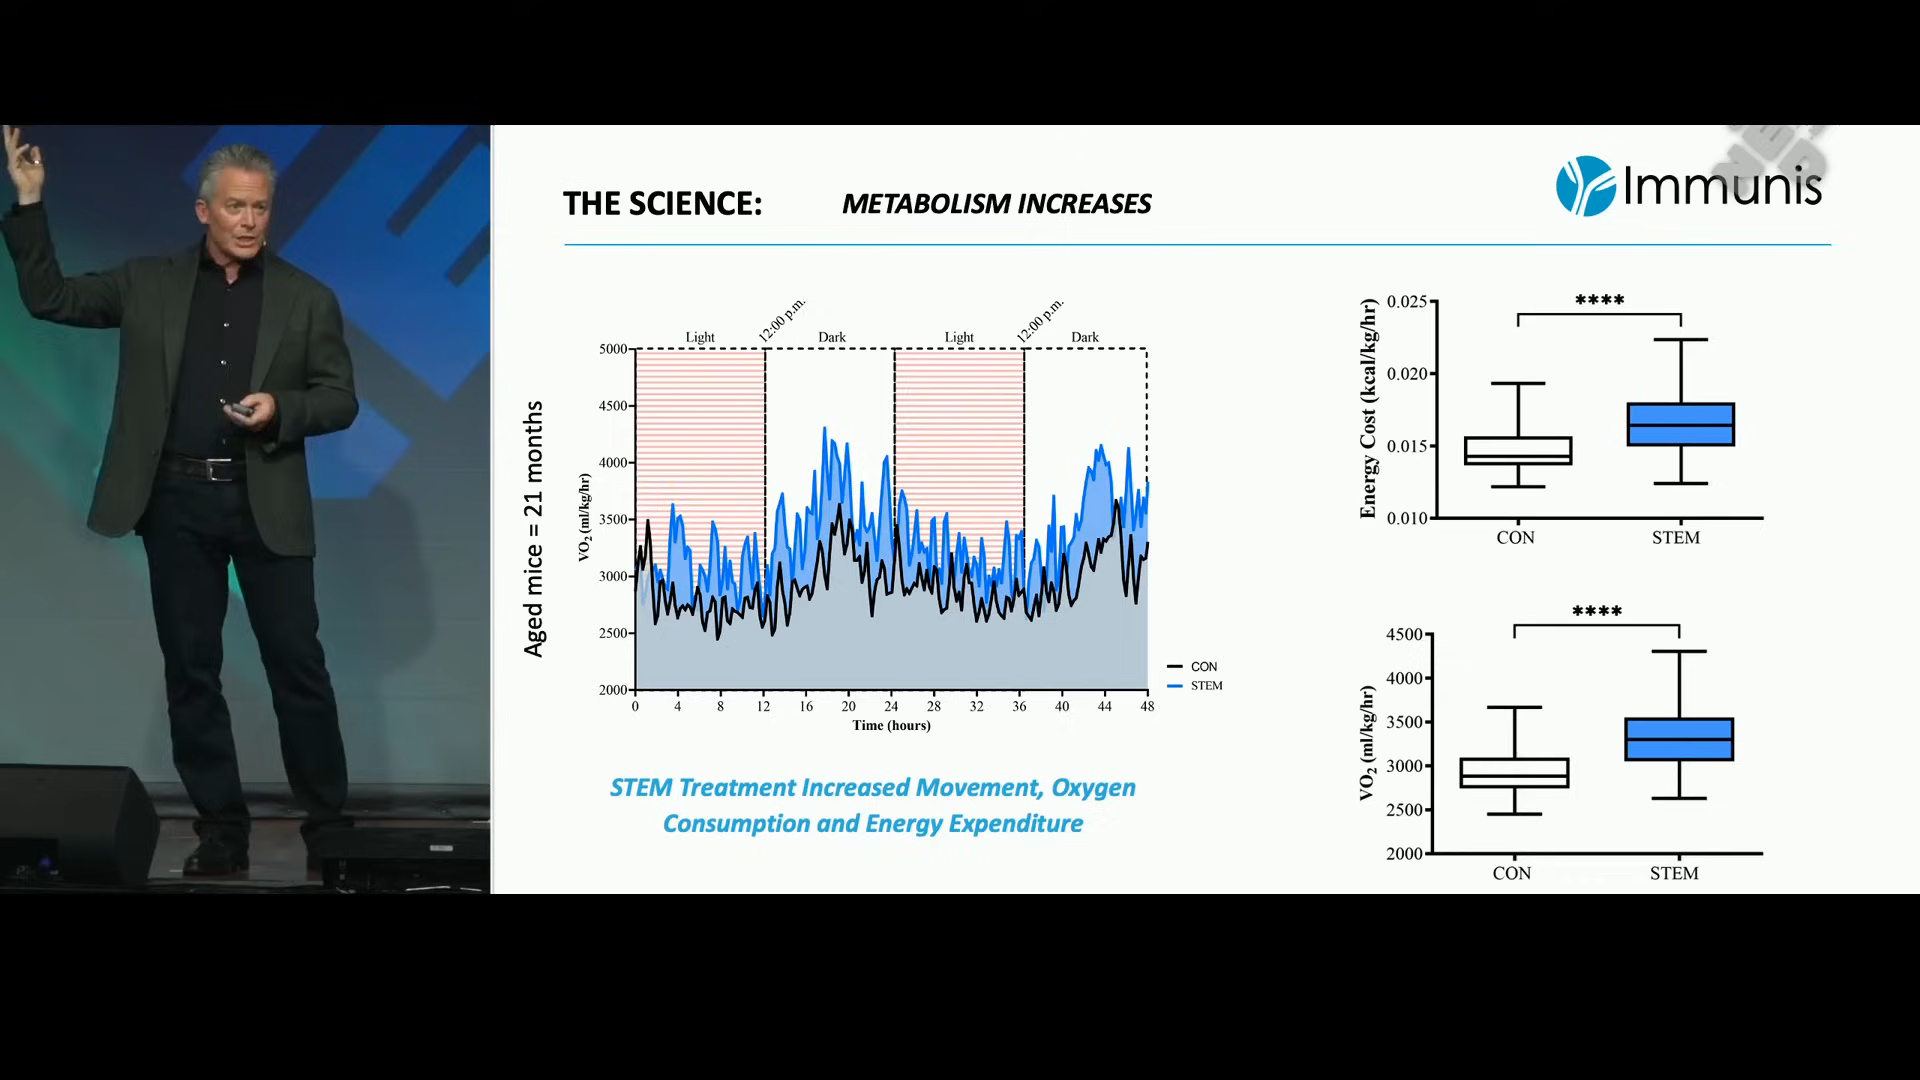 THE SCIENCE:
METABOLISM INCREASES
Immunis
Aged mice = 21 months
Light
12:00 p.m.
Dark
Light
12:00 p.m.
Dark
5000
4500
4000
3500
3000
2500
2000
VO2 (ml/kg/hr)
0 4 8 12 16 20 24 28 32 36 40 44 48
Time (hours)
CON
STEM
STEM Treatment Increased Movement, Oxygen
Consumption and Energy Expenditure
Energy Cost (kcal/kg/hr)
0.025
0.020
0.015
0.010
****
CON STEM
VO2 (ml/kg/hr)
4500
4000
3500
3000
2500
2000
****
CON STEM